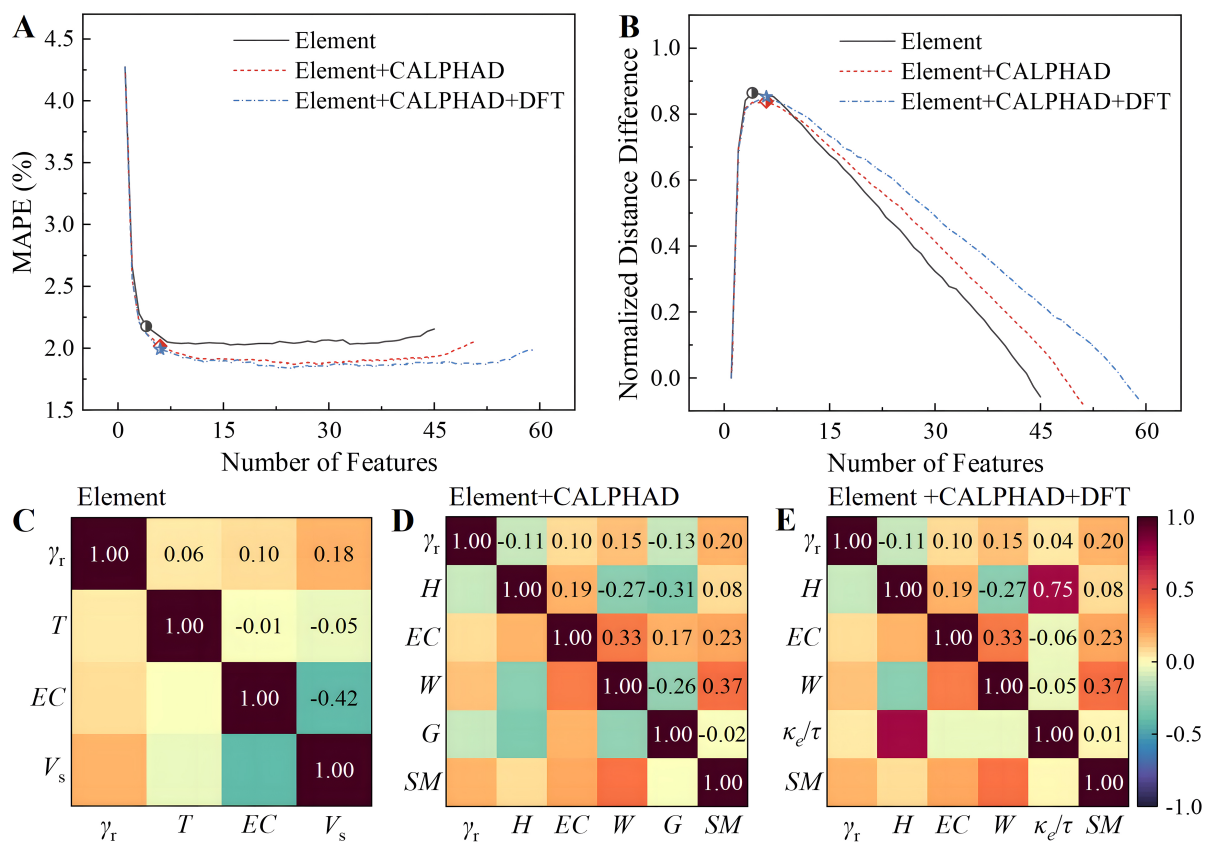 A
Element
Element+CALPHAD
Element+CALPHAD+DFT
MAPE (%)
4.5
4.0
3.5
3.0
2.5
2.0
1.5
0 15 30 45 60
Number of Features
B
Element
Element+CALPHAD
Element+CALPHAD+DFT
Normalized Distance Difference
1.0
0.8
0.6
0.4
0.2
0.0
0 15 30 45 60
Number of Features
C
Element
γr 1.00 0.06 0.10 0.18
T 1.00 -0.01 -0.05
EC 1.00 -0.42
Vs 1.00
γr T EC Vs
D
Element+CALPHAD
γr 1.00 -0.11 0.10 0.15 -0.13 0.20
H 1.00 0.19 -0.27 -0.31 0.08
EC 1.00 0.33 0.17 0.23
W 1.00 -0.26 0.37
G 1.00 -0.02
SM 1.00
γr H EC W G SM
E
Element +CALPHAD+DFT
γr 1.00 -0.11 0.10 0.15 0.04 0.20
H 1.00 0.19 -0.27 0.75 0.08
EC 1.00 0.33 -0.06 0.23
W 1.00 -0.05 0.37
κe/τ 1.00 0.01
SM 1.00
γr H EC W κe/τ SM
1.0
0.5
0.0
-0.5
-1.0